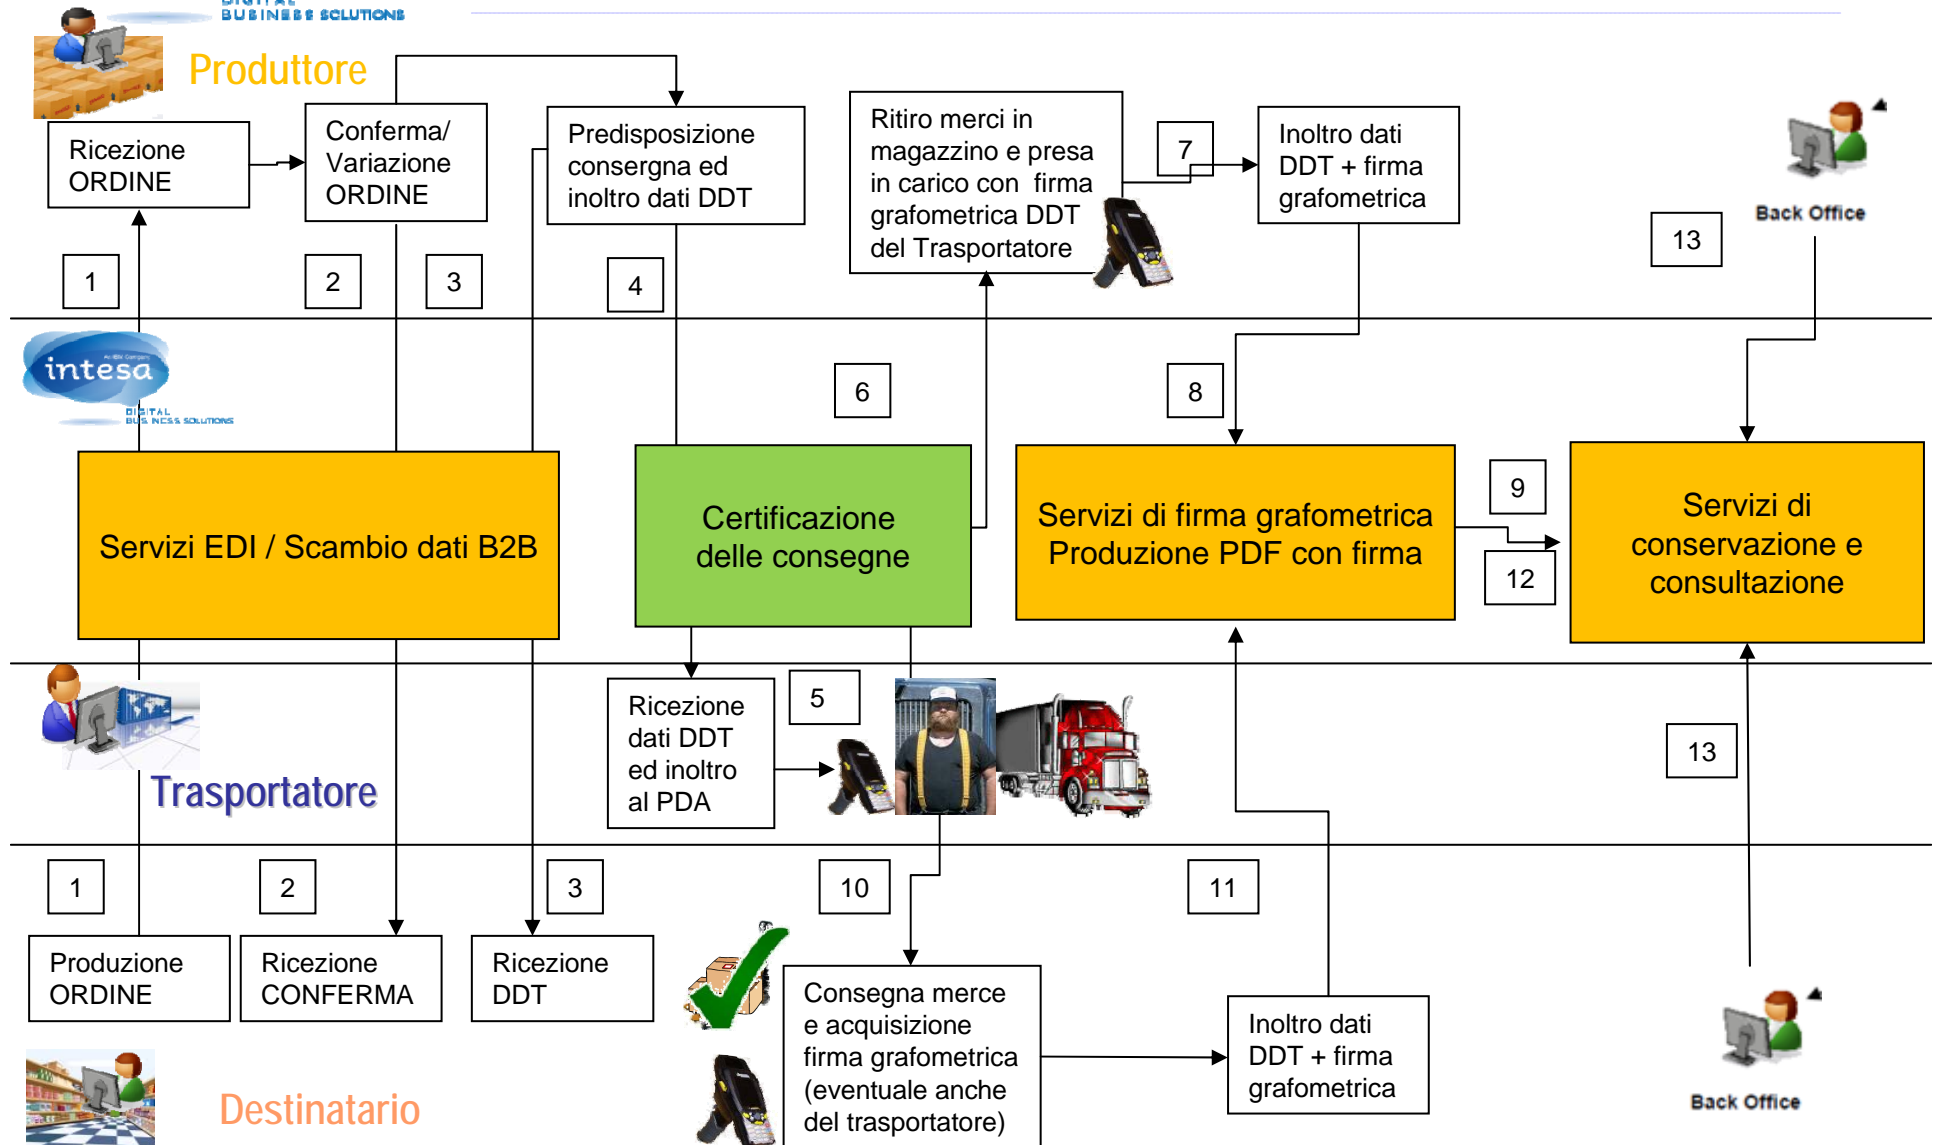 DIGITAL
BUSINESS SOLUTIONS
Produttore
Ricezione
ORDINE
Conferma/
Variazione
ORDINE
Predisposizione
consergna ed
inoltro dati DDT
Ritiro merci in
magazzino e presa
in carico con firma
grafometrica DDT
del Trasportatore
7
Inoltro dati
DDT + firma
grafometrica
Back Office
1
2
3
4
13
An IBM Company
intesa
DIGITAL
BUSINESS SOLUTIONS
6
8
Servizi EDI / Scambio dati B2B
Certificazione
delle consegne
Servizi di firma grafometrica
Produzione PDF con firma
9
12
Servizi di
conservazione e
consultazione
Trasportatore
Ricezione
dati DDT
ed inoltro
al PDA
5
13
1
2
3
10
11
Produzione
ORDINE
Ricezione
CONFERMA
Ricezione
DDT
Consegna merce
e acquisizione
firma grafometrica
(eventuale anche
del trasportatore)
Inoltro dati
DDT + firma
grafometrica
Back Office
Destinatario